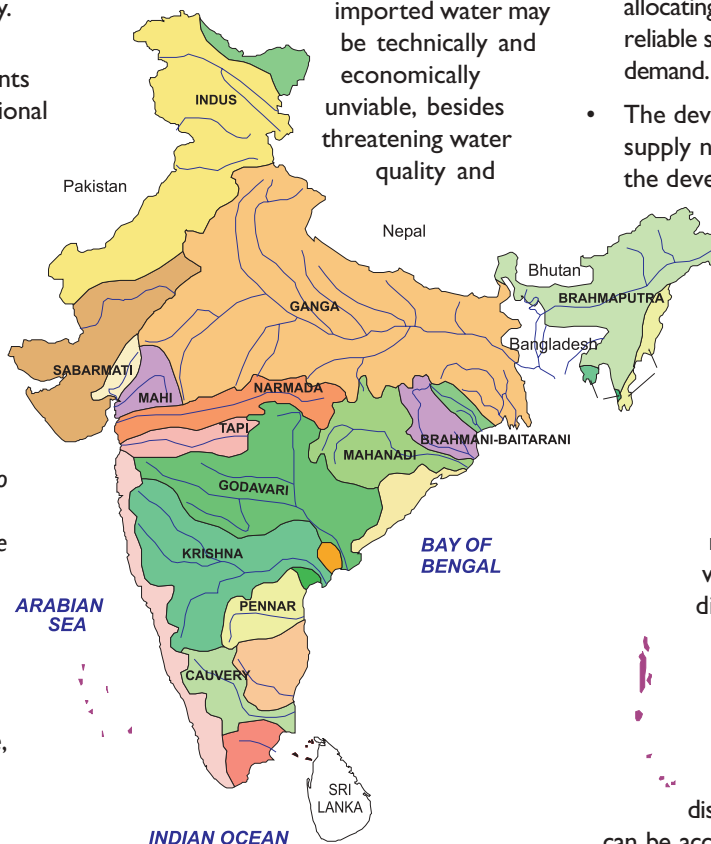 y.
nts
ional
imported water may
be technically and
economically
unviable, besides
threatening water
quality and
allocating
reliable s
demand.
• The dev
supply n
the deve
INDUS
Pakistan
Nepal
Bhutan
BRAHMAPUTRA
GANGA
Bangladesh
SABARMATI
MAHI
NARMADA
TAPI
BRAHMANI-BAITARANI
MAHANADI
GODAVARI
o
e
KRISHNA
BAY OF
BENGAL
ARABIAN
SEA
PENNAR
CAUVERY
SRI
LANKA
INDIAN OCEAN
di
dis
can be acc